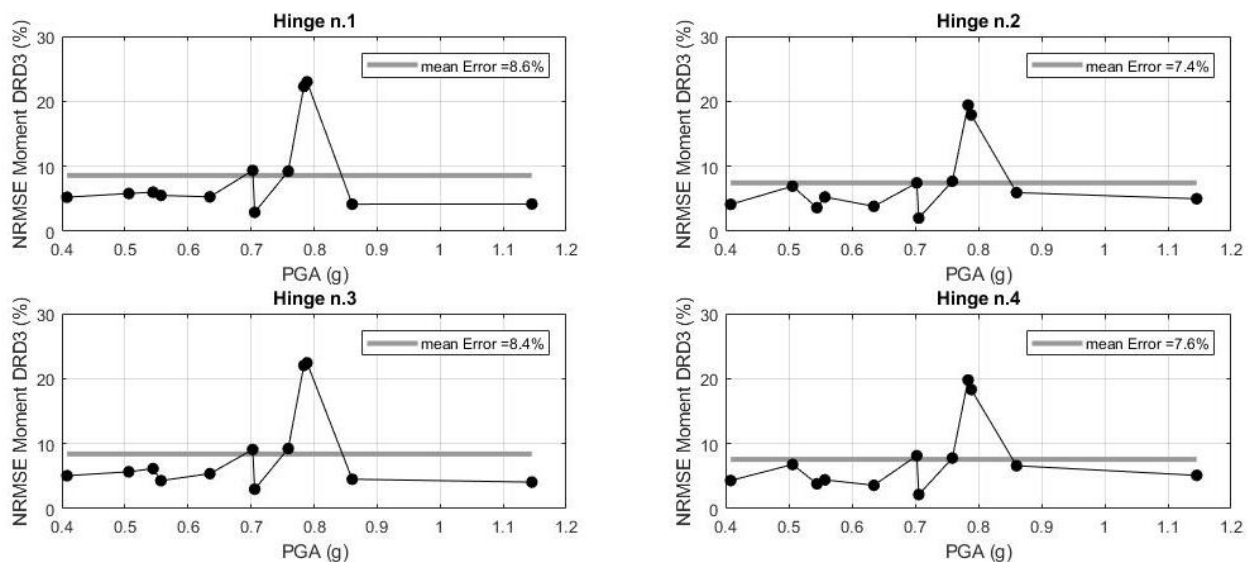 Hinge n.1
NRMSE Moment DRD3 (%)
30
20
10
0
mean Error =8.6%
0.4 0.5 0.6 0.7 0.8 0.9 1 1.1 1.2
PGA (g)
Hinge n.2
NRMSE Moment DRD3 (%)
30
20
10
0
mean Error =7.4%
0.4 0.5 0.6 0.7 0.8 0.9 1 1.1 1.2
PGA (g)
Hinge n.3
NRMSE Moment DRD3 (%)
30
20
10
0
mean Error =8.4%
0.4 0.5 0.6 0.7 0.8 0.9 1 1.1 1.2
PGA (g)
Hinge n.4
NRMSE Moment DRD3 (%)
30
20
10
0
mean Error =7.6%
0.4 0.5 0.6 0.7 0.8 0.9 1 1.1 1.2
PGA (g)